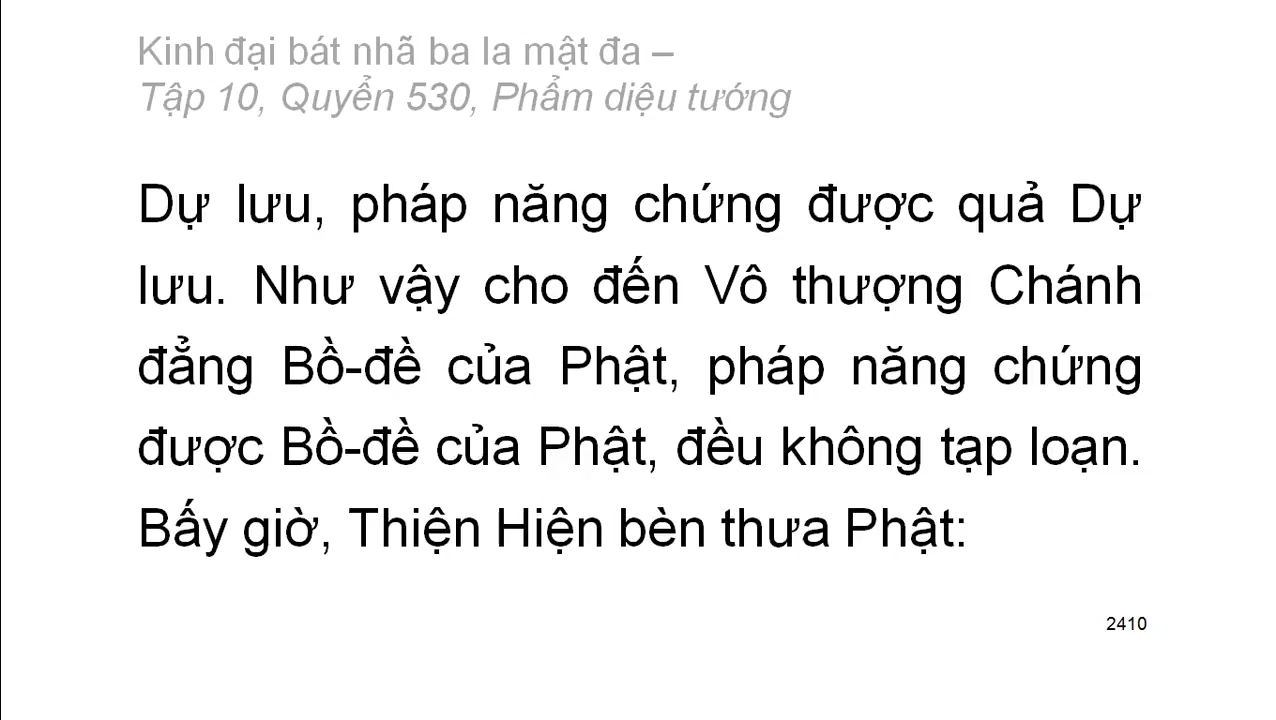 Kinh đại bát nhã ba la mật đa –
Tập 10, Quyển 530, Phẩm diệu tướng
Dự lưu, pháp năng chứng được quả Dự
lưu. Như vậy cho đến Vô thượng Chánh
đẳng Bồ-đề của Phật, pháp năng chứng
được Bồ-đề của Phật, đều không tạp loạn.
Bấy giờ, Thiện Hiện bèn thưa Phật:
2410